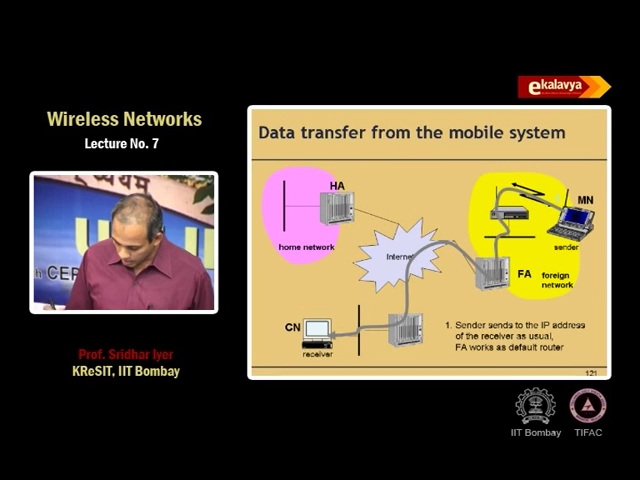 ekalavya
Wireless Networks
Lecture No. 7
Data transfer from the mobile system
HA
MN
home network
Internet
sender
FA
foreign
network
CN
receiver
1. Sender sends to the IP address
of the receiver as usual,
FA works as default router
121
ध्यम
CEP
Prof. Sridhar Iyer
KReSIT, IIT Bombay
IIT Bombay
TIFAC